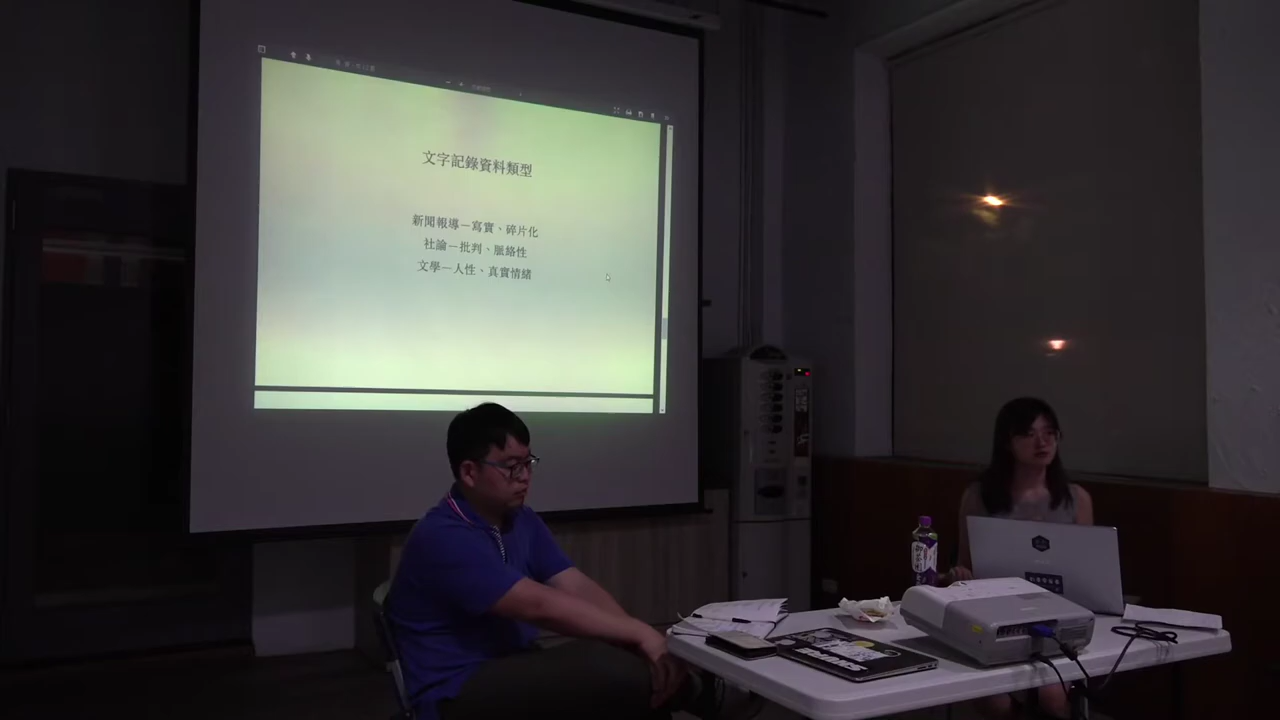 文字記錄資料類型
新聞報導－寫實、碎片化
社論－批判、脈絡性
文學－人性、真實情緒